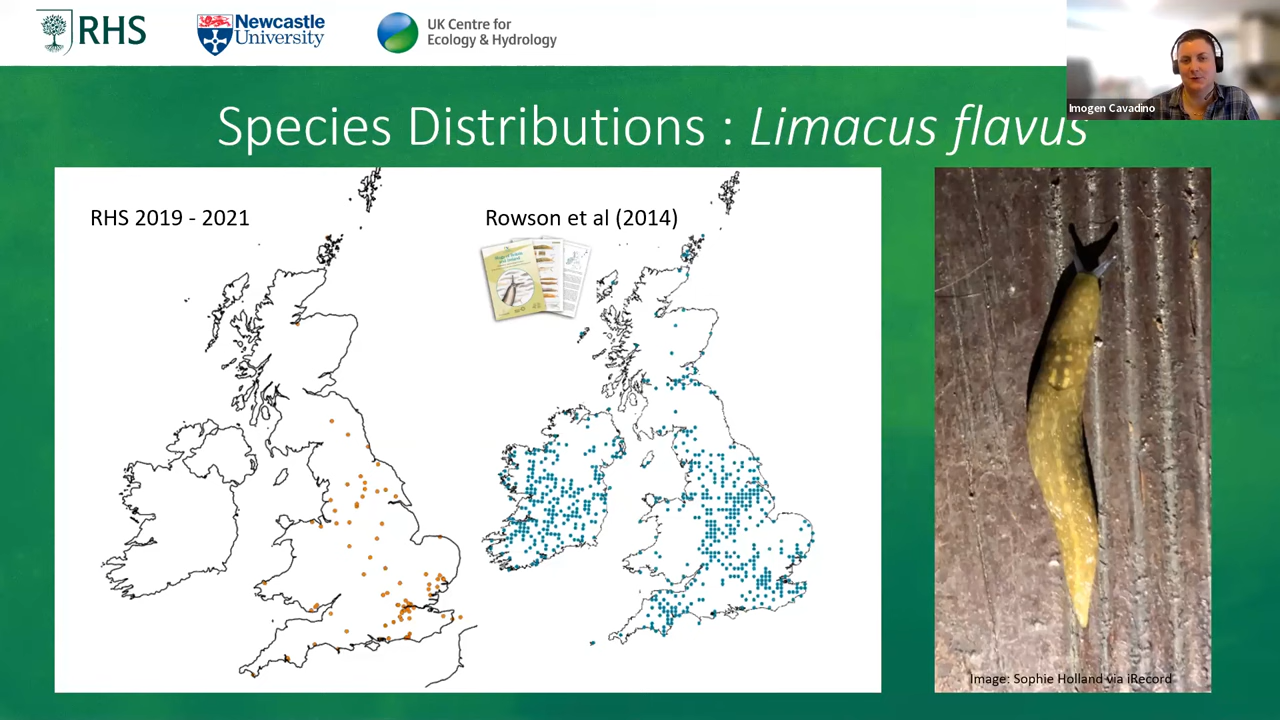 RHS
Newcastle
University
UK Centre for
Ecology & Hydrology
Imogen Cavadino
Species Distributions : Limacus flavus
RHS 2019 - 2021
Rowson et al (2014)
Image: Sophie Holland via iRecord